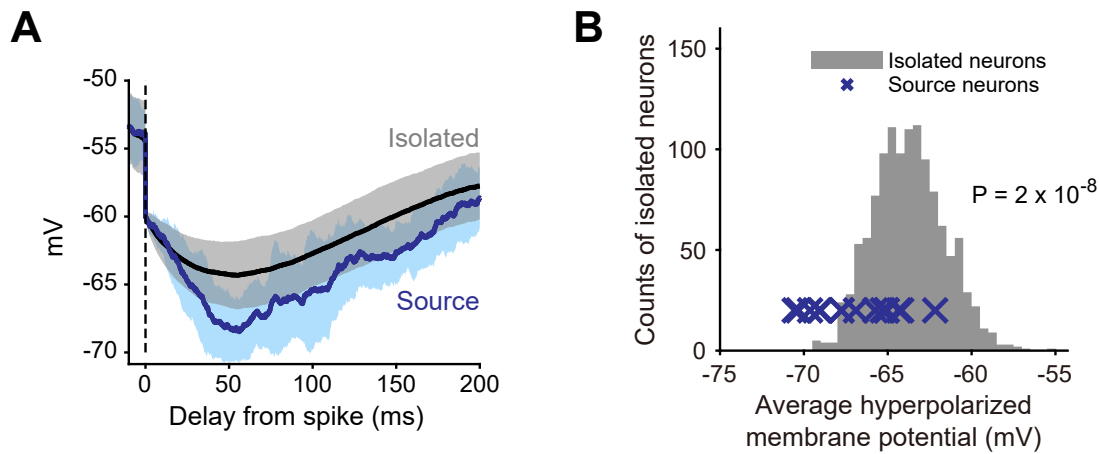 A
-50
-55
-60
-65
-70
mV
Isolated
Source
0
50
100
150
200
Delay from spike (ms)
B
150
100
50
0
Counts of isolated neurons
Isolated neurons
Source neurons
P = 2 x 10-8
-75
-70
-65
-60
-55
Average hyperpolarized
membrane potential (mV)